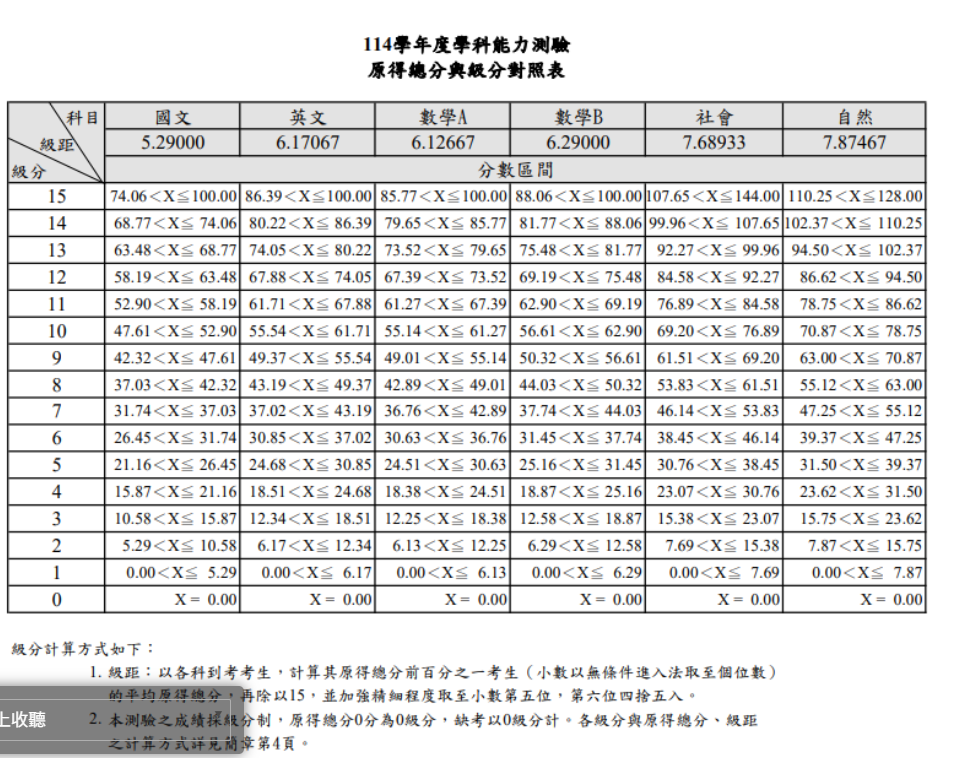 114學年度學科能力測驗
原得總分與級分對照表
科目 國文 英文 數學A 數學B 社會 自然
級距 5.29000 6.17067 6.12667 6.29000 7.68933 7.87467
級分 分數區間
15 74.06<X≦100.00 86.39<X≦100.00 85.77<X≦100.00 88.06<X≦100.00 107.65<X≦144.00 110.25<X≦128.00
14 68.77<X≦ 74.06 80.22<X≦ 86.39 79.65<X≦ 85.77 81.77<X≦ 88.06 99.96<X≦ 107.65 102.37<X≦ 110.25
13 63.48<X≦ 68.77 74.05<X≦ 80.22 73.52<X≦ 79.65 75.48<X≦ 81.77 92.27<X≦ 99.96 94.50<X≦ 102.37
12 58.19<X≦ 63.48 67.88<X≦ 74.05 67.39<X≦ 73.52 69.19<X≦ 75.48 84.58<X≦ 92.27 86.62<X≦ 94.50
11 52.90<X≦ 58.19 61.71<X≦ 67.88 61.27<X≦ 67.39 62.90<X≦ 69.19 76.89<X≦ 84.58 78.75<X≦ 86.62
10 47.61<X≦ 52.90 55.54<X≦ 61.71 55.14<X≦ 61.27 56.61<X≦ 62.90 69.20<X≦ 76.89 70.87<X≦ 78.75
9 42.32<X≦ 47.61 49.37<X≦ 55.54 49.01<X≦ 55.14 50.32<X≦ 56.61 61.51<X≦ 69.20 63.00<X≦ 70.87
8 37.03<X≦ 42.32 43.19<X≦ 49.37 42.89<X≦ 49.01 44.03<X≦ 50.32 53.83<X≦ 61.51 55.12<X≦ 63.00
7 31.74<X≦ 37.03 37.02<X≦ 43.19 36.76<X≦ 42.89 37.74<X≦ 44.03 46.14<X≦ 53.83 47.25<X≦ 55.12
6 26.45<X≦ 31.74 30.85<X≦ 37.02 30.63<X≦ 36.76 31.45<X≦ 37.74 38.45<X≦ 46.14 39.37<X≦ 47.25
5 21.16<X≦ 26.45 24.68<X≦ 30.85 24.51<X≦ 30.63 25.16<X≦ 31.45 30.76<X≦ 38.45 31.50<X≦ 39.37
4 15.87<X≦ 21.16 18.51<X≦ 24.68 18.38<X≦ 24.51 18.87<X≦ 25.16 23.07<X≦ 30.76 23.62<X≦ 31.50
3 10.58<X≦ 15.87 12.34<X≦ 18.51 12.25<X≦ 18.38 12.58<X≦ 18.87 15.38<X≦ 23.07 15.75<X≦ 23.62
2 5.29<X≦ 10.58 6.17<X≦ 12.34 6.13<X≦ 12.25 6.29<X≦ 12.58 7.69<X≦ 15.38 7.87<X≦ 15.75
1 0.00<X≦ 5.29 0.00<X≦ 6.17 0.00<X≦ 6.13 0.00<X≦ 6.29 0.00<X≦ 7.69 0.00<X≦ 7.87
0 X = 0.00 X = 0.00 X = 0.00 X = 0.00 X = 0.00 X = 0.00
級分計算方式如下：
1. 級距：以各科到考考生，計算其原得總分前百分之一考生（小數以無條件進入法取至個位數）
的平均原得總分，再除以15，並加強精細程度取至小數第五位，第六位四捨五入。
上收聽
2. 本測驗之成績採級分制，原得總分0分為0級分，缺考以0級分計。各級分與原得總分、級距
之計算方式詳見簡章第4頁。